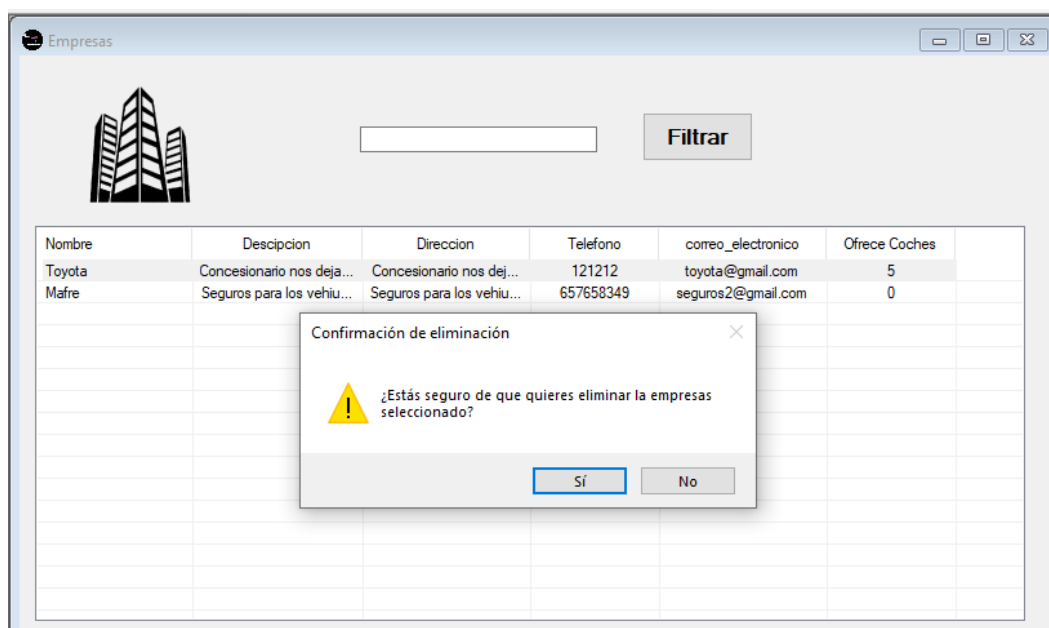 Empresas
Filtrar
Nombre Descipcion Direccion Telefono correo_electronico Ofrece Coches
Toyota Concesionario nos deja... Concesionario nos dej... 121212 toyota@gmail.com 5
Mafre Seguros para los vehiu... Seguros para los vehiu... 657658349 seguros2@gmail.com 0
Confirmación de eliminación
¿Estás seguro de que quieres eliminar la empresas
seleccionado?
Sí No